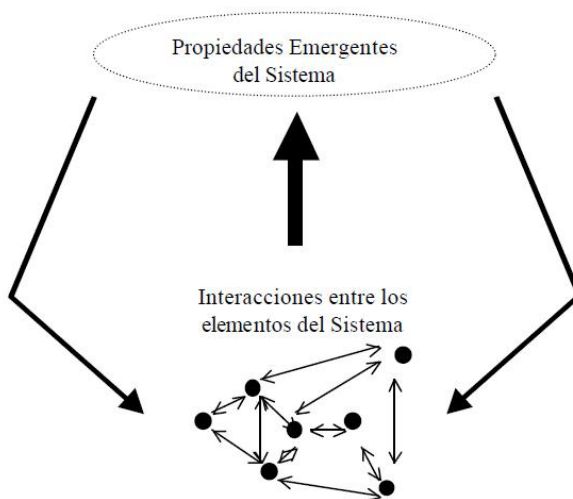 Propiedades Emergentes
del Sistema
Interacciones entre los
elementos del Sistema